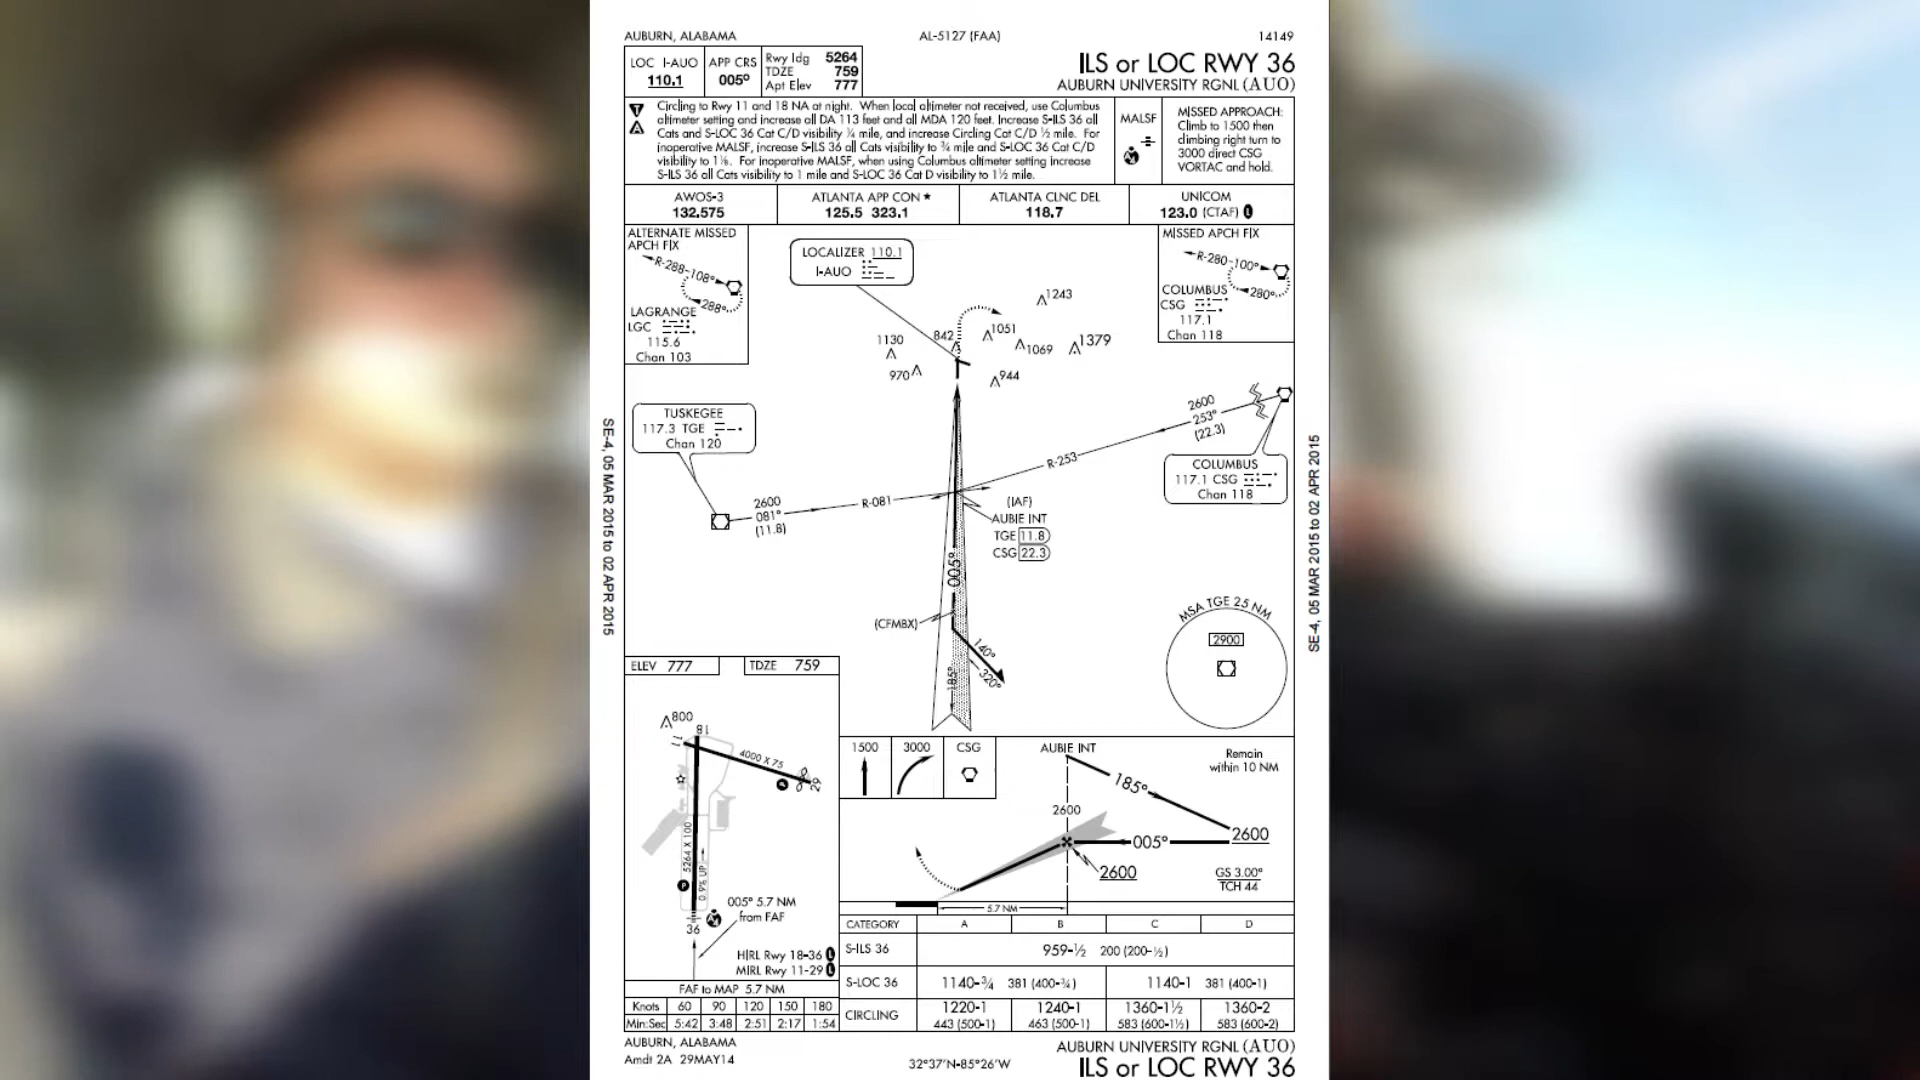 AUBURN, ALABAMA
AL-5127 (FAA)
14149
LOC I-AUO
110.1
APP CRS
005°
Rwy ldg 5264
TDZE 759
Apt Elev 777
ILS or LOC RWY 36
AUBURN UNIVERSITY RGNL (AUO)
T
A
Circling to Rwy 11 and 18 NA at night. When local altimeter not received, use Columbus
altimeter setting and increase all DA 113 feet and all MDA 120 feet. Increase S-ILS 36 all
Cats and S-LOC 36 Cat C/D visibility ¼ mile, and increase Circling Cat C/D ½ mile. For
inoperative MALSF, increase S-ILS 36 all Cats visibility to ¾ mile and S-LOC 36 Cat C/D
visibility to 1⅛. For inoperative MALSF, when using Columbus altimeter setting increase
S-ILS 36 all Cats visibility to 1 mile and S-LOC 36 Cat D visibility to 1½ mile.
MALSF
MISSED APPROACH:
Climb to 1500 then
climbing right turn to
3000 direct CSG
VORTAC and hold.
AWOS-3
132.575
ATLANTA APP CON ★
125.5 323.1
ATLANTA CLNC DEL
118.7
UNICOM
123.0 (CTAF) L
ALTERNATE MISSED
APCH FIX
R-288
108°
288°
LAGRANGE
LGC
115.6
Chan 103
LOCALIZER 110.1
I-AUO
MISSED APCH FIX
R-280
100°
280°
COLUMBUS
CSG
117.1
Chan 118
1243
842
1051
1130
1069
1379
970
944
TUSKEGEE
117.3 TGE
Chan 120
2600
253°
(22.3)
R-253
COLUMBUS
117.1 CSG
Chan 118
2600
081°
(11.8)
R-081
(IAF)
AUBIE INT
TGE 11.8
CSG 22.3
005°
(CFMBX)
140°
320°
185°
MSA TGE 25 NM
2900
SE-4, 05 MAR 2015 to 02 APR 2015
SE-4, 05 MAR 2015 to 02 APR 2015
ELEV 777
TDZE 759
800
18
11
4000 X 75
29
5264 X 100
0.9% UP
P
A
36
005° 5.7 NM
from FAF
HIRL Rwy 18-36 L
MIRL Rwy 11-29 L
FAF to MAP 5.7 NM
Knots 60 90 120 150 180
Min:Sec 5:42 3:48 2:51 2:17 1:54
1500
3000
CSG
AUBIE INT
Remain
within 10 NM
185°
2600
2600
005°
2600
GS 3.00°
TCH 44
5.7 NM
CATEGORY A B C D
S-ILS 36 959-½ 200 (200-½)
S-LOC 36 1140-¾ 381 (400-¾) 1140-1 381 (400-1)
CIRCLING
1220-1 1240-1 1360-1½ 1360-2
443 (500-1) 463 (500-1) 583 (600-1½) 583 (600-2)
AUBURN, ALABAMA
Amdt 2A 29MAY14
32°37'N-85°26'W
AUBURN UNIVERSITY RGNL (AUO)
ILS or LOC RWY 36